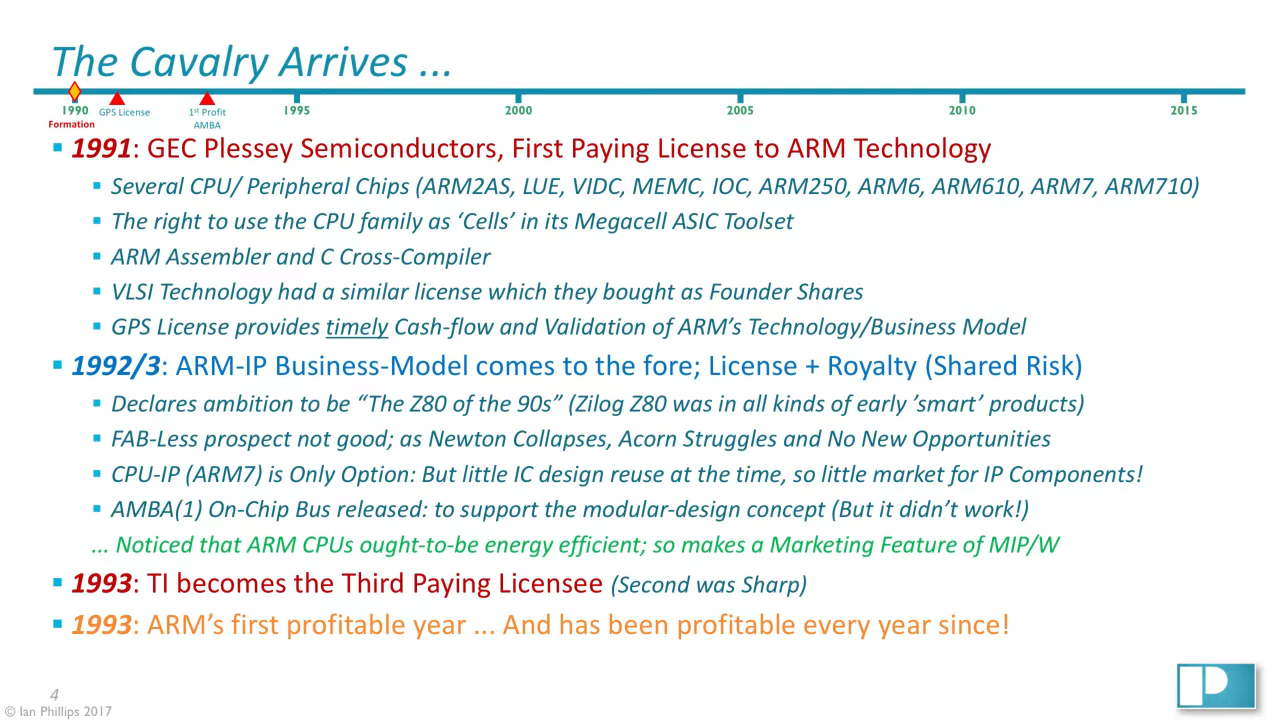 The Cavalry Arrives ...
1990 GPS License 1st Profit 1995 2000 2005 2010 2015
Formation AMBA
1991: GEC Plessey Semiconductors, First Paying License to ARM Technology
Several CPU/ Peripheral Chips (ARM2AS, LUE, VIDC, MEMC, IOC, ARM250, ARM6, ARM610, ARM7, ARM710)
The right to use the CPU family as ‘Cells’ in its Megacell ASIC Toolset
ARM Assembler and C Cross-Compiler
VLSI Technology had a similar license which they bought as Founder Shares
GPS License provides timely Cash-flow and Validation of ARM’s Technology/Business Model
1992/3: ARM-IP Business-Model comes to the fore; License + Royalty (Shared Risk)
Declares ambition to be “The Z80 of the 90s” (Zilog Z80 was in all kinds of early ’smart’ products)
FAB-Less prospect not good; as Newton Collapses, Acorn Struggles and No New Opportunities
CPU-IP (ARM7) is Only Option: But little IC design reuse at the time, so little market for IP Components!
AMBA(1) On-Chip Bus released: to support the modular-design concept (But it didn’t work!)
... Noticed that ARM CPUs ought-to-be energy efficient; so makes a Marketing Feature of MIP/W
1993: TI becomes the Third Paying Licensee (Second was Sharp)
1993: ARM’s first profitable year ... And has been profitable every year since!
4
© Ian Phillips 2017